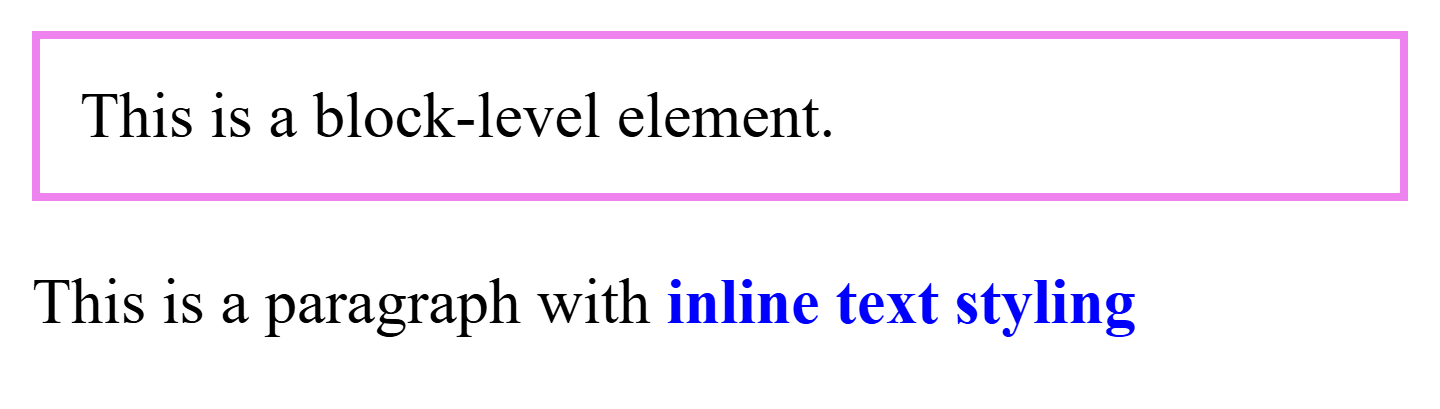 This is a block-level element.
This is a paragraph with inline text styling